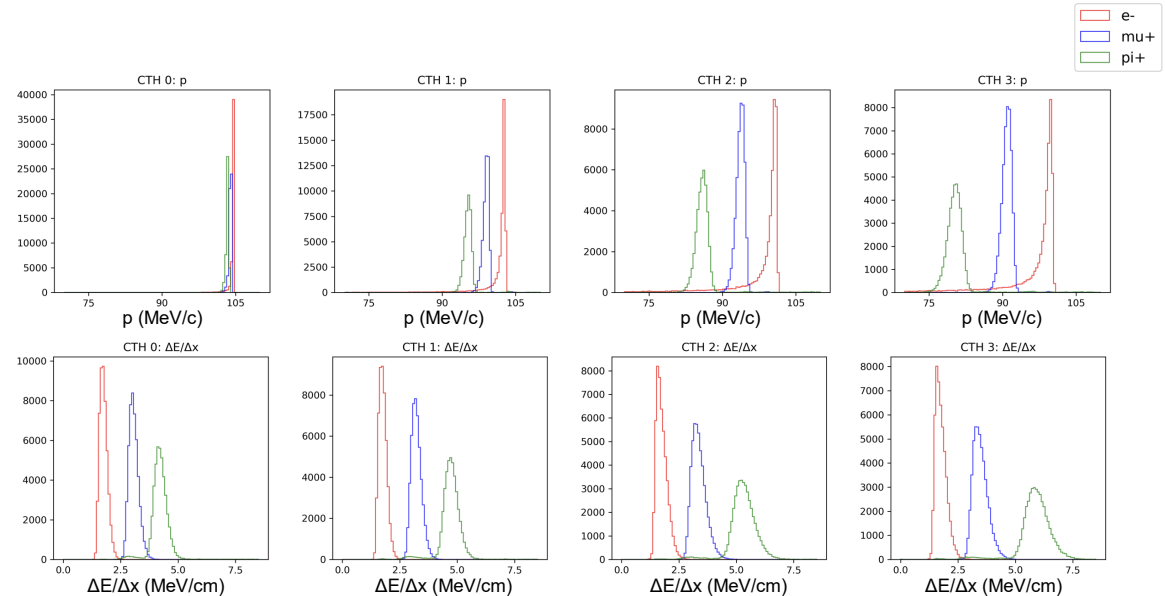 e-
mu+
pi+
CTH 0: p
CTH 1: p
CTH 2: p
CTH 3: p
40000
35000
30000
25000
20000
15000
10000
5000
0
75 90 105
p (MeV/c)
17500
15000
12500
10000
7500
5000
2500
0
75 90 105
p (MeV/c)
8000
6000
4000
2000
0
75 90 105
p (MeV/c)
8000
7000
6000
5000
4000
3000
2000
1000
0
75 90 105
p (MeV/c)
CTH 0: ΔE/Δx
CTH 1: ΔE/Δx
CTH 2: ΔE/Δx
CTH 3: ΔE/Δx
10000
8000
6000
4000
2000
0
0.0 2.5 5.0 7.5
ΔE/Δx (MeV/cm)
8000
6000
4000
2000
0
0.0 2.5 5.0 7.5
ΔE/Δx (MeV/cm)
8000
7000
6000
5000
4000
3000
2000
1000
0
0.0 2.5 5.0 7.5
ΔE/Δx (MeV/cm)
8000
7000
6000
5000
4000
3000
2000
1000
0
0.0 2.5 5.0 7.5
ΔE/Δx (MeV/cm)